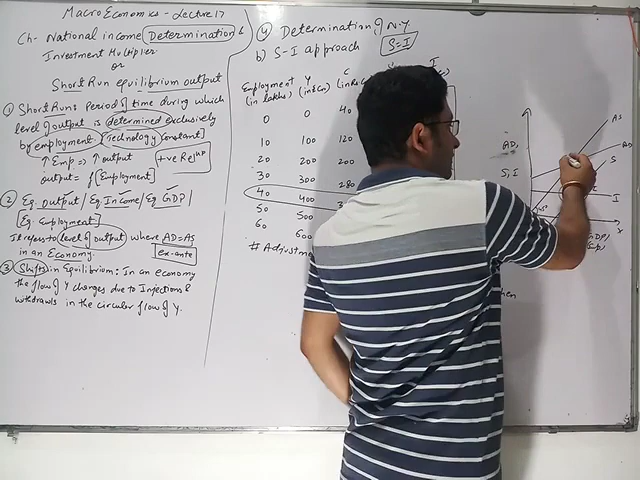 Macro Economics - Lecture 17
Ch- National income Determination &
Investment Multiplier
or
Short Run equilibrium output
① Short Run: Period of time during which
level of output is determined exclusively
by employment (Technology constant)
↑ Emp => ↑ output
+ve Relnp
output = f [Employment]
② Eq. output / Eq. Income / Eq GDP /
Eq. Employment
It refers to level of output where AD=AS
in an Economy.
ex-ante
③ Shifts in Equilibrium: In an economy
the flow of Y changes due to Injections &
withdrawls in the circular flow of Y.
④ Determination of N.Y
b) S-I approach
S=I
Employment Y C I
(in lakhs) (in ₹ Cr)
0 0 40
10 100 120
20 200 200
30 300 280
40 400
50 500
60 600
# Adjustme
AS
AD, AD
S
S, I
I
X